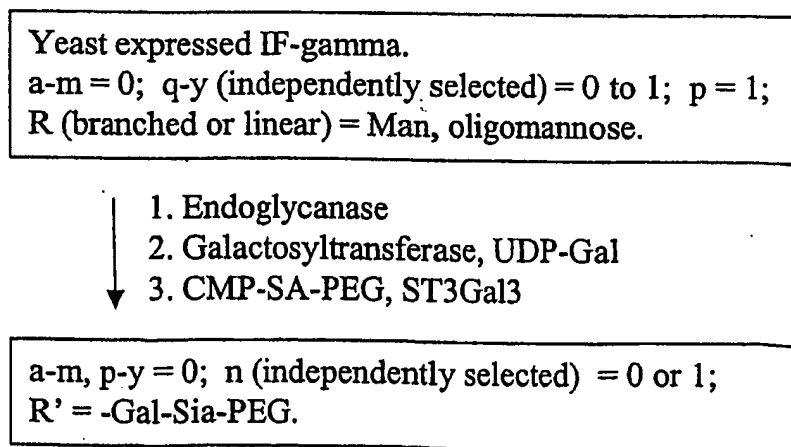 Yeast expressed IF-gamma.
a-m = 0; q-y (independently selected) = 0 to 1; p = 1;
R (branched or linear) = Man, oligomannose.
1. Endoglycanase
2. Galactosyltransferase, UDP-Gal
3. CMP-SA-PEG, ST3Gal3
a-m, p-y = 0; n (independently selected) = 0 or 1;
R’ = -Gal-Sia-PEG.